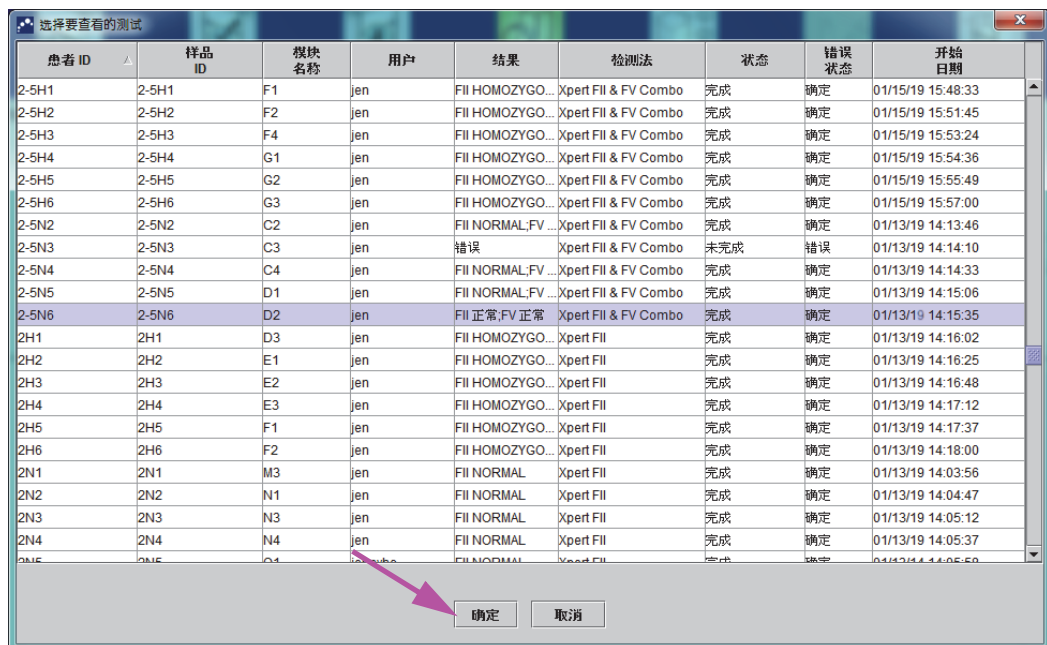 选择要查看的测试
患者 ID 样品 ID 模块 名称 用户 结果 检测法 状态 错误 状态 开始 日期
2-5H1 2-5H1 F1 jen FII HOMOZYGO... Xpert FII & FV Combo 完成 确定 01/15/19 15:48:33
2-5H2 2-5H2 F2 jen FII HOMOZYGO... Xpert FII & FV Combo 完成 确定 01/15/19 15:51:45
2-5H3 2-5H3 F4 jen FII HOMOZYGO... Xpert FII & FV Combo 完成 确定 01/15/19 15:53:24
2-5H4 2-5H4 G1 jen FII HOMOZYGO... Xpert FII & FV Combo 完成 确定 01/15/19 15:54:36
2-5H5 2-5H5 G2 jen FII HOMOZYGO... Xpert FII & FV Combo 完成 确定 01/15/19 15:55:49
2-5H6 2-5H6 G3 jen FII HOMOZYGO... Xpert FII & FV Combo 完成 确定 01/15/19 15:57:00
2-5N2 2-5N2 C2 jen FII NORMAL;FV ... Xpert FII & FV Combo 完成 确定 01/13/19 14:13:46
2-5N3 2-5N3 C3 jen 错误 Xpert FII & FV Combo 未完成 错误 01/13/19 14:14:10
2-5N4 2-5N4 C4 jen FII NORMAL;FV ... Xpert FII & FV Combo 完成 确定 01/13/19 14:14:33
2-5N5 2-5N5 D1 jen FII NORMAL;FV ... Xpert FII & FV Combo 完成 确定 01/13/19 14:15:06
2-5N6 2-5N6 D2 jen FII 正常;FV 正常 Xpert FII & FV Combo 完成 确定 01/13/19 14:15:35
2H1 2H1 D3 jen FII HOMOZYGO... Xpert FII 完成 确定 01/13/19 14:16:02
2H2 2H2 E1 jen FII HOMOZYGO... Xpert FII 完成 确定 01/13/19 14:16:25
2H3 2H3 E2 jen FII HOMOZYGO... Xpert FII 完成 确定 01/13/19 14:16:48
2H4 2H4 E3 jen FII HOMOZYGO... Xpert FII 完成 确定 01/13/19 14:17:12
2H5 2H5 F1 jen FII HOMOZYGO... Xpert FII 完成 确定 01/13/19 14:17:37
2H6 2H6 F2 jen FII HOMOZYGO... Xpert FII 完成 确定 01/13/19 14:18:00
2N1 2N1 M3 jen FII NORMAL Xpert FII 完成 确定 01/13/19 14:03:56
2N2 2N2 N1 jen FII NORMAL Xpert FII 完成 确定 01/13/19 14:04:47
2N3 2N3 N3 jen FII NORMAL Xpert FII 完成 确定 01/13/19 14:05:12
2N4 2N4 N4 jen FII NORMAL Xpert FII 完成 确定 01/13/19 14:05:37
确定 取消